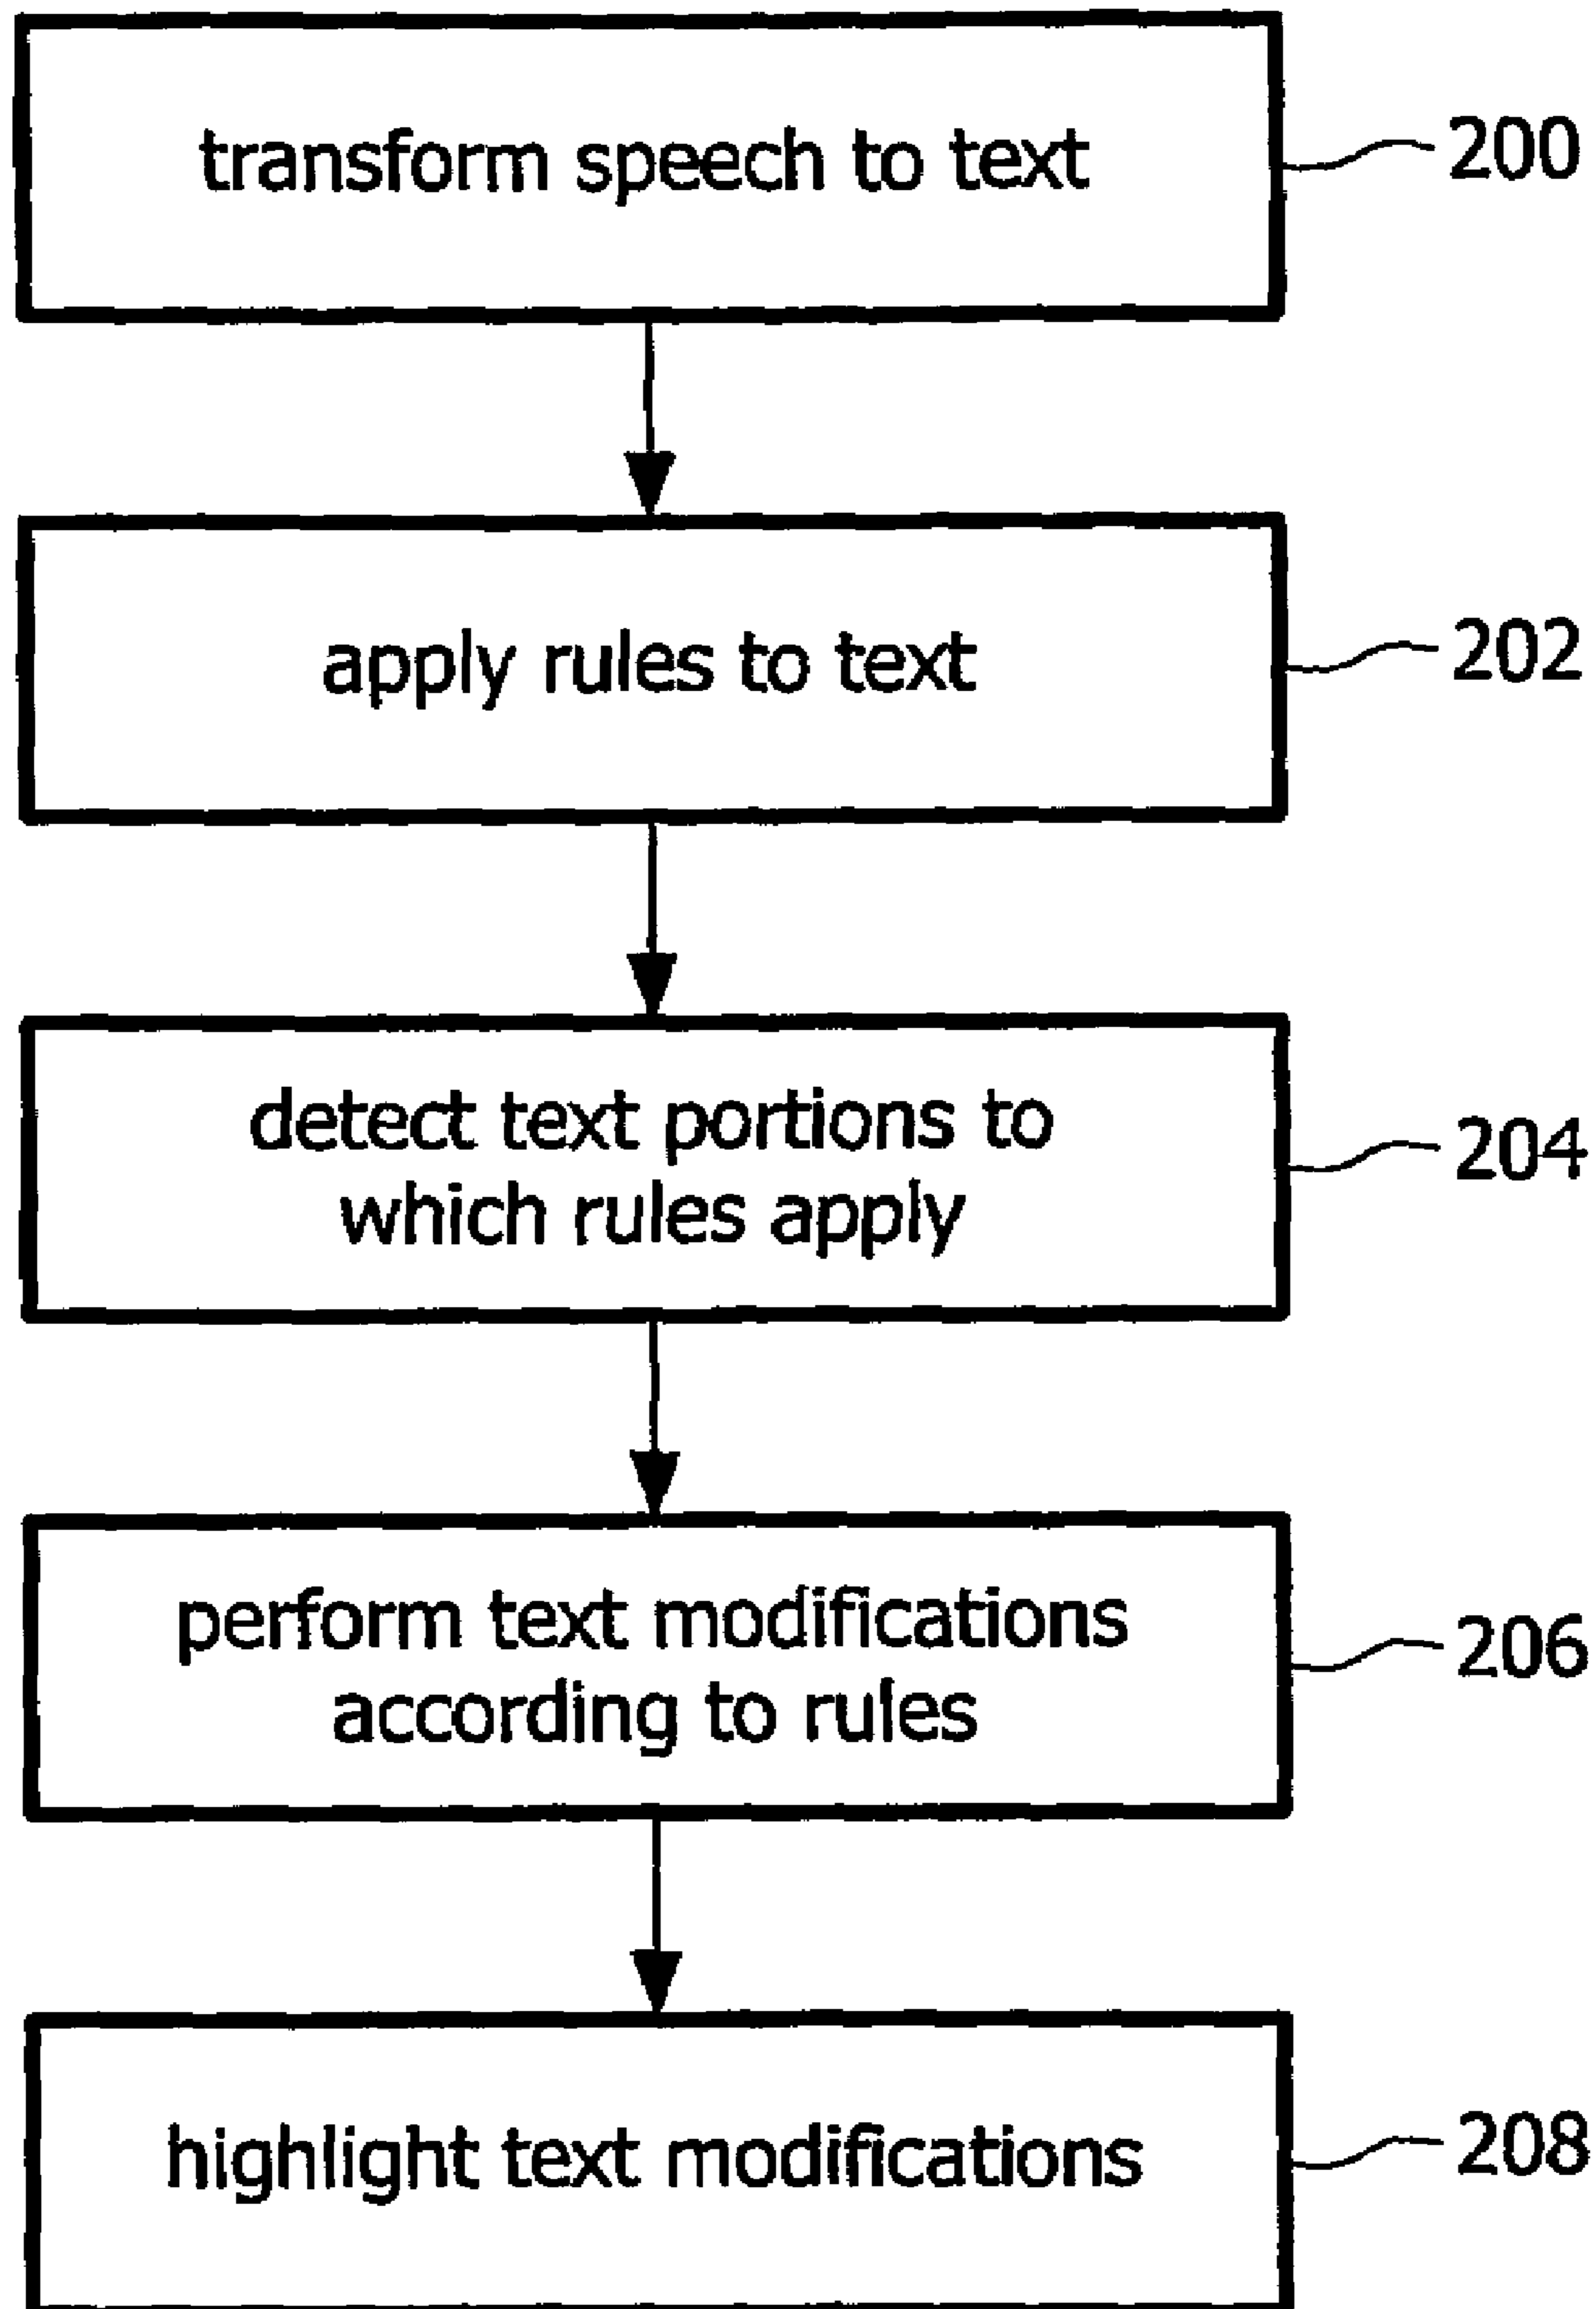 transform speech to text
200
apply rules to text
202
detect text portions to
which rules apply
204
perform text modifications
according to rules
206
highlight text modifications
208